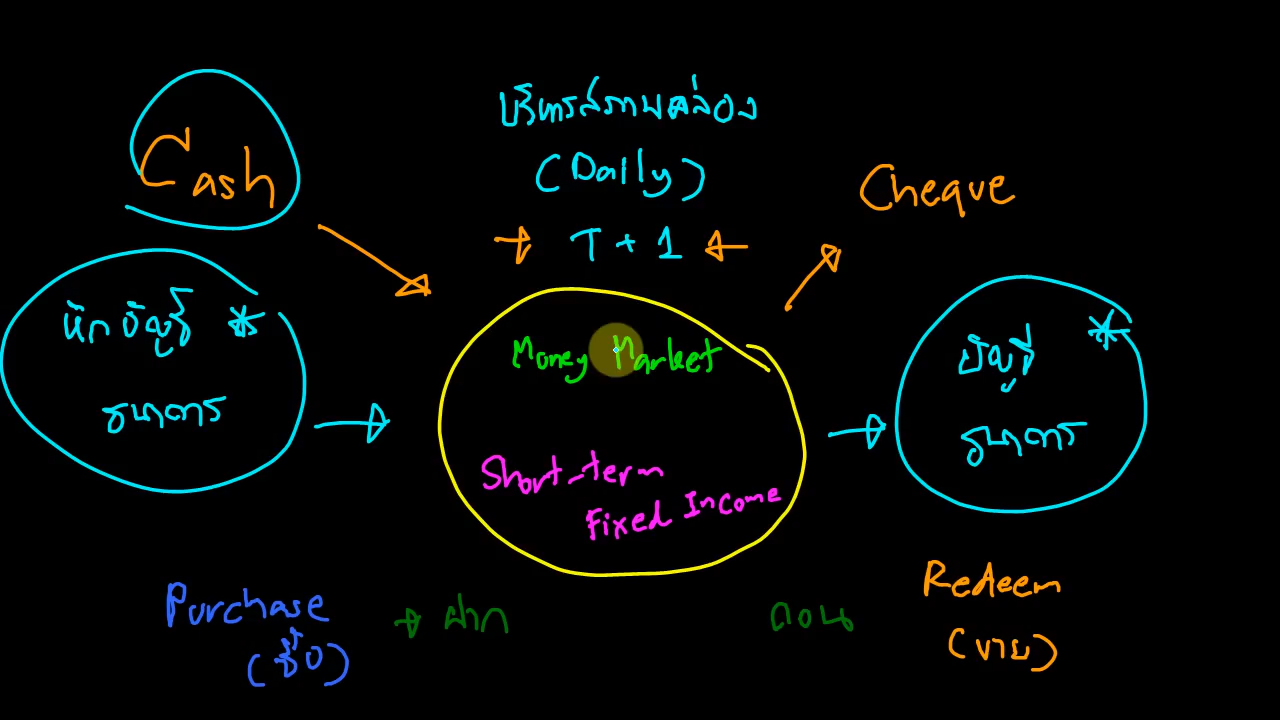 Cash
บริหารสภาพคล่อง
(Daily)
T + 1
Cheque
หักบัญชี *
ธนาคาร
Money Market
Short-term
Fixed Income
บัญชี *
ธนาคาร
Purchase
(ซื้อ)
ฝาก
ถอน
Redeem
(ขาย)